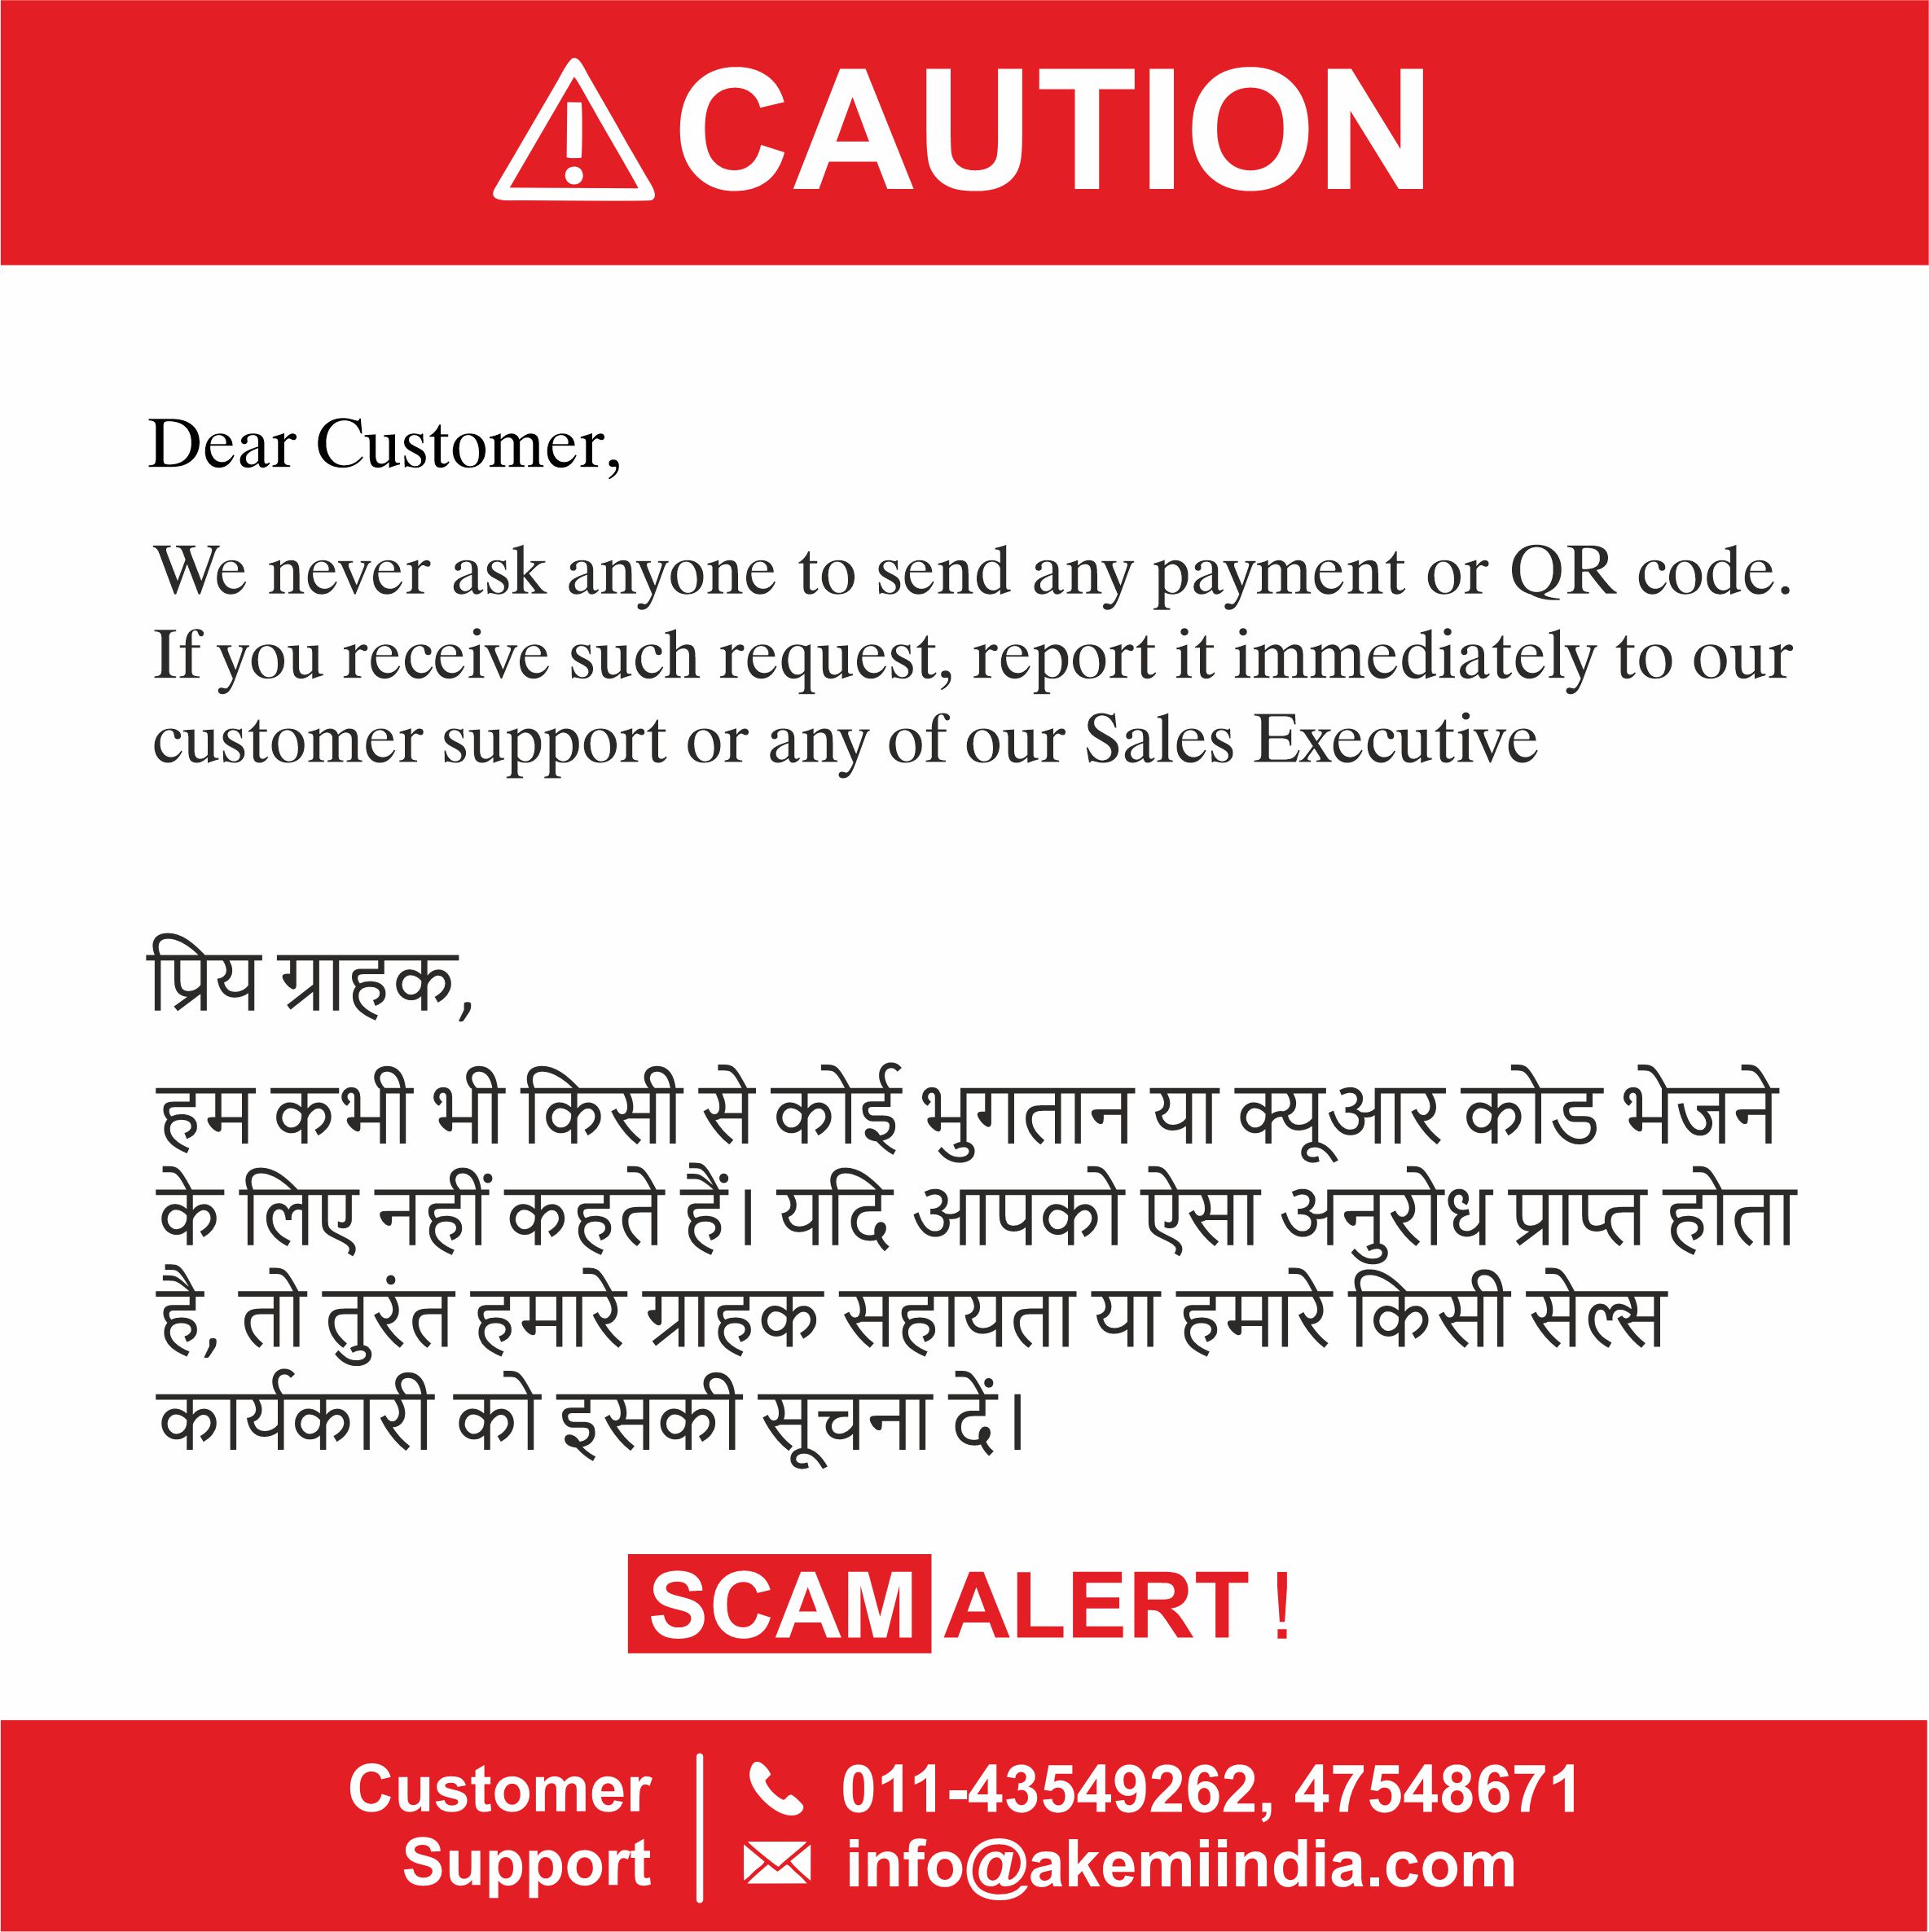 CAUTION
Dear Customer,
We never ask anyone to send any payment or QR code.
If you receive such request, report it immediately to our
customer support or any of our Sales Executive
प्रिय ग्राहक,
हम कभी भी किसी से कोई भुगतान या क्यूआर कोड भेजने
के लिए नहीं कहते हैं। यदि आपको ऐसा अनुरोध प्राप्त होता
है, तो तुरंत हमारे ग्राहक सहायता या हमारे किसी सेल्स
कार्यकारी को इसकी सूचना दें।
SCAM ALERT !
Customer Support
011-43549262, 47548671
info@akemiindia.com